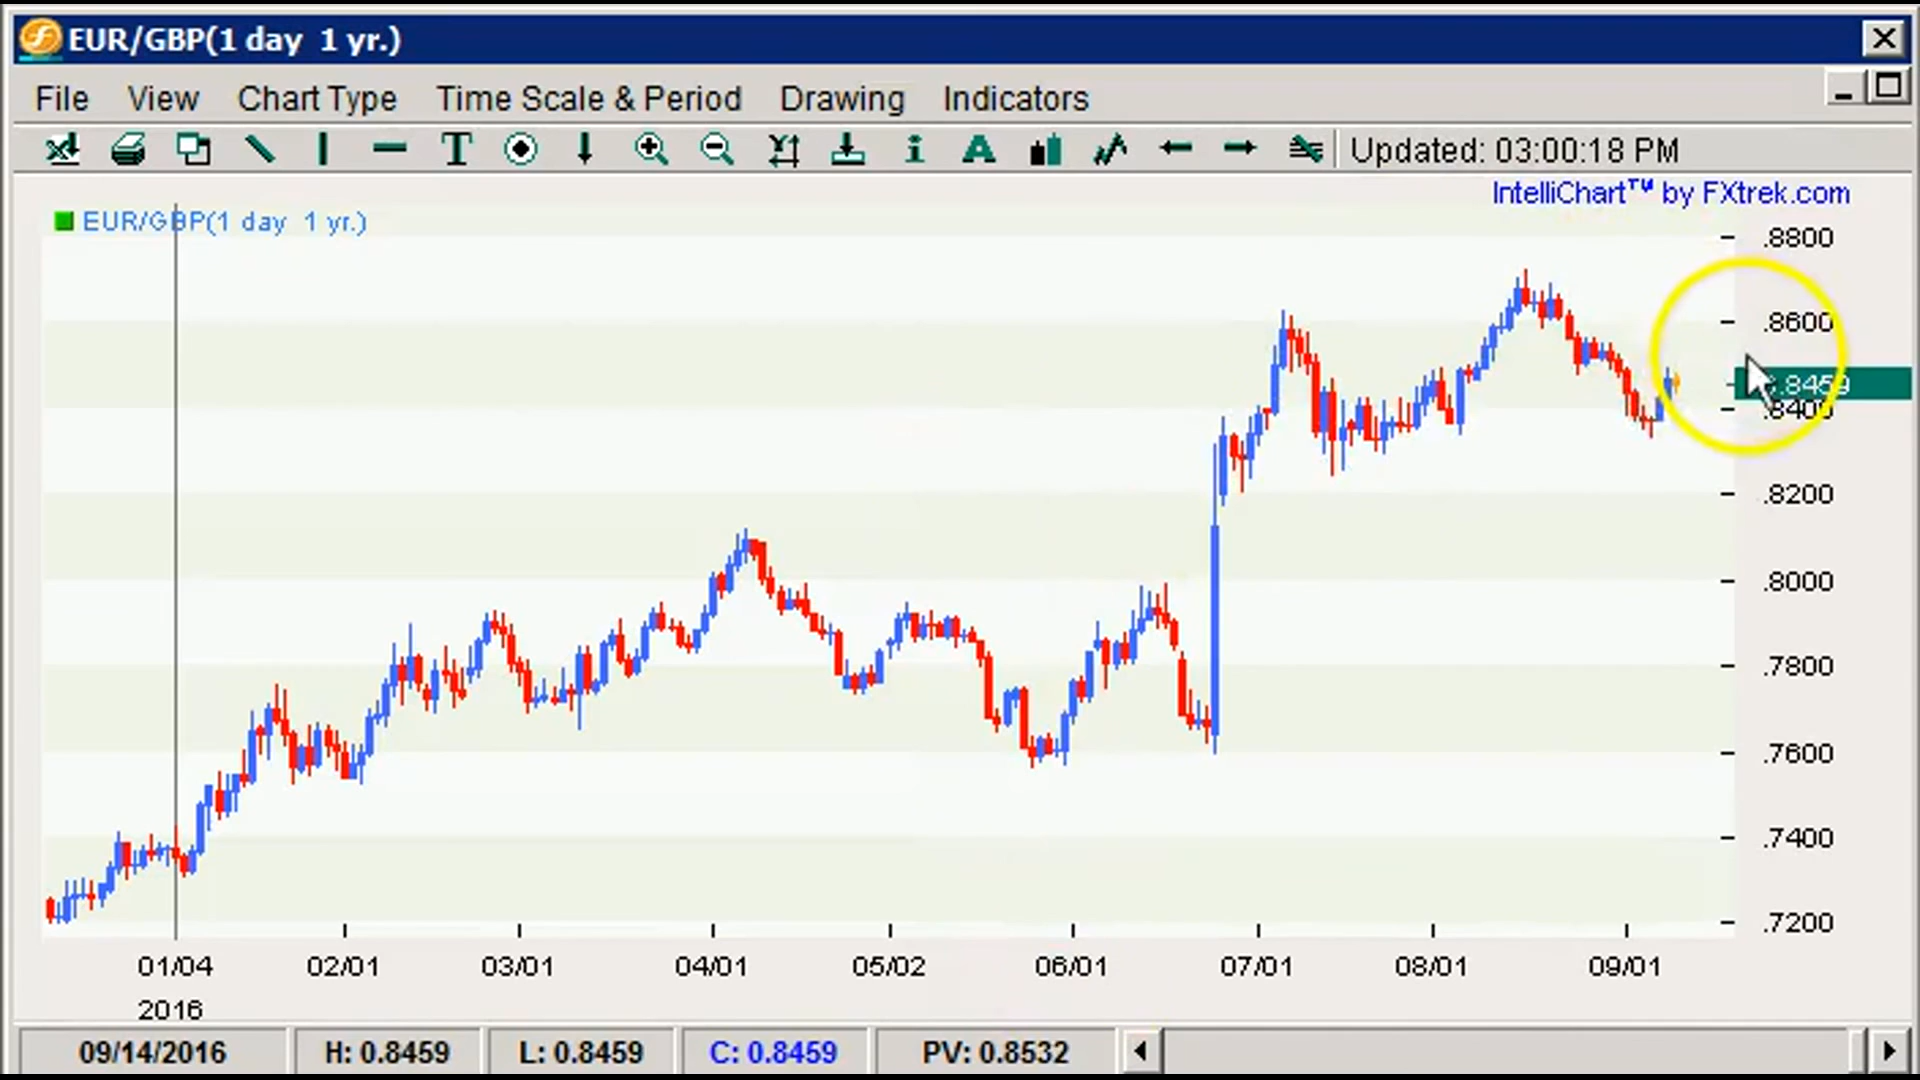 EUR/GBP(1 day 1 yr.)
File View Chart Type Time Scale & Period Drawing Indicators
T i A Updated: 03:00:18 PM
IntelliChart™ by FXtrek.com
EUR/GBP(1 day 1 yr.)
.8800
.8600
.8459
.8400
.8200
.8000
.7800
.7600
.7400
.7200
01/04 02/01 03/01 04/01 05/02 06/01 07/01 08/01 09/01
2016
09/14/2016 H: 0.8459 L: 0.8459 C: 0.8459 PV: 0.8532